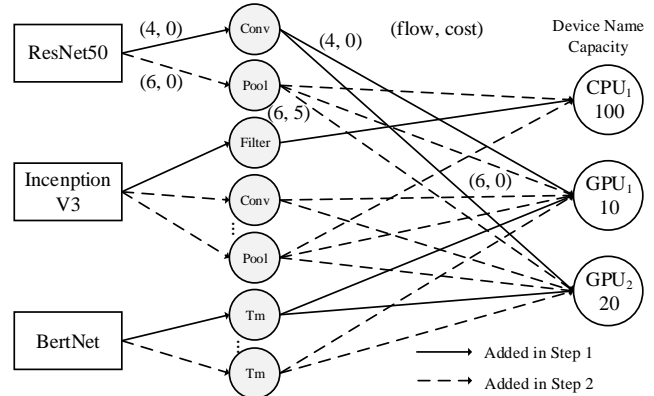 (4, 0)
Conv
(4, 0)
(flow, cost)
Device Name
Capacity
ResNet50
(6, 0)
Pool
(6, 5)
CPU1
100
Filter
Incenption
V3
Conv
(6, 0)
GPU1
10
Pool
GPU2
20
BertNet
Tm
Tm
Added in Step 1
Added in Step 2